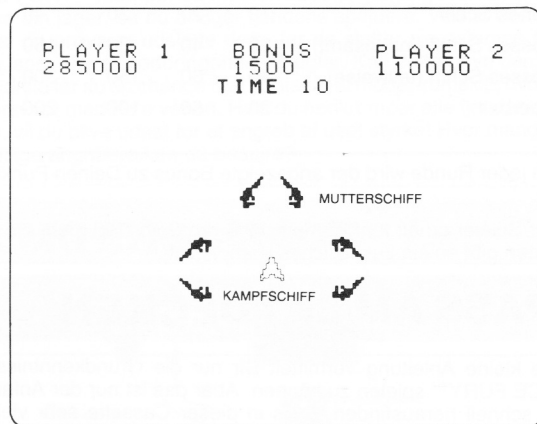 PLAYER 1 BONUS PLAYER 2
285000 1500 110000
TIME 10
MUTTERSCHIFF
KAMPFSCHIFF